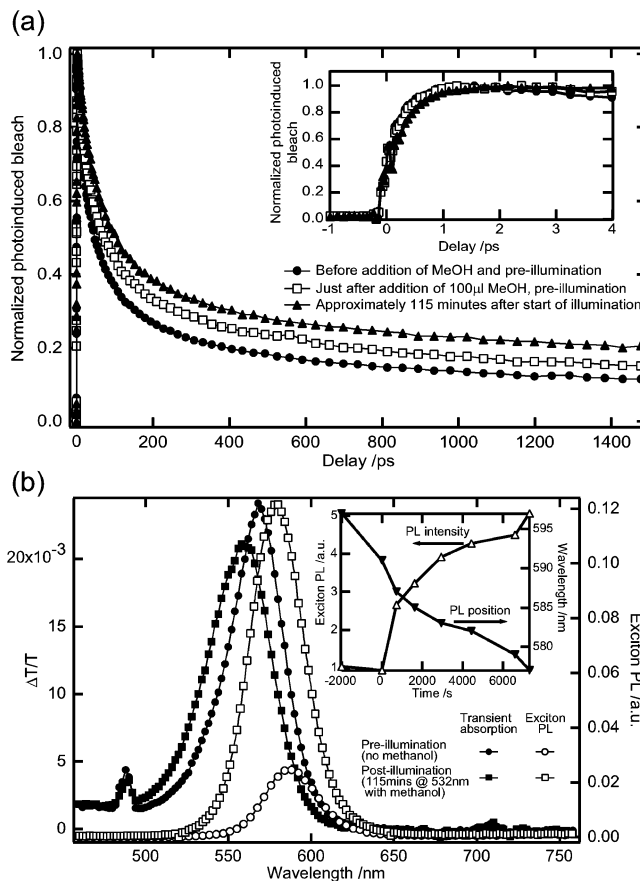 (a)
Normalized photoinduced bleach
1.0
0.8
0.6
0.4
0.2
0.0
0
200
400
600
800
1000
1200
1400
Delay /ps
Normalized photoinduced
bleach
1.0
0.8
0.6
0.4
0.2
0.0
-1
0
1
2
3
4
Delay /ps
Before addition of MeOH and pre-illumination
Just after addition of 100µl MeOH, pre-illumination
Approximately 115 minutes after start of illumination
(b)
ΔT/T
20x10⁻³
15
10
5
0
500
550
600
650
700
750
Wavelength /nm
0.12
0.10
0.08
0.06
0.04
0.02
0.00
Exciton PL /a.u.
Exciton PL /a.u.
5
4
3
2
1
-2000
0
2000
4000
6000
Time /s
595
590
585
580
Wavelength /nm
PL intensity
PL position
Transient
absorption
Exciton
PL
Pre-illumination
(no methanol)
Post-illumination
(115mins @ 532nm
with methanol)